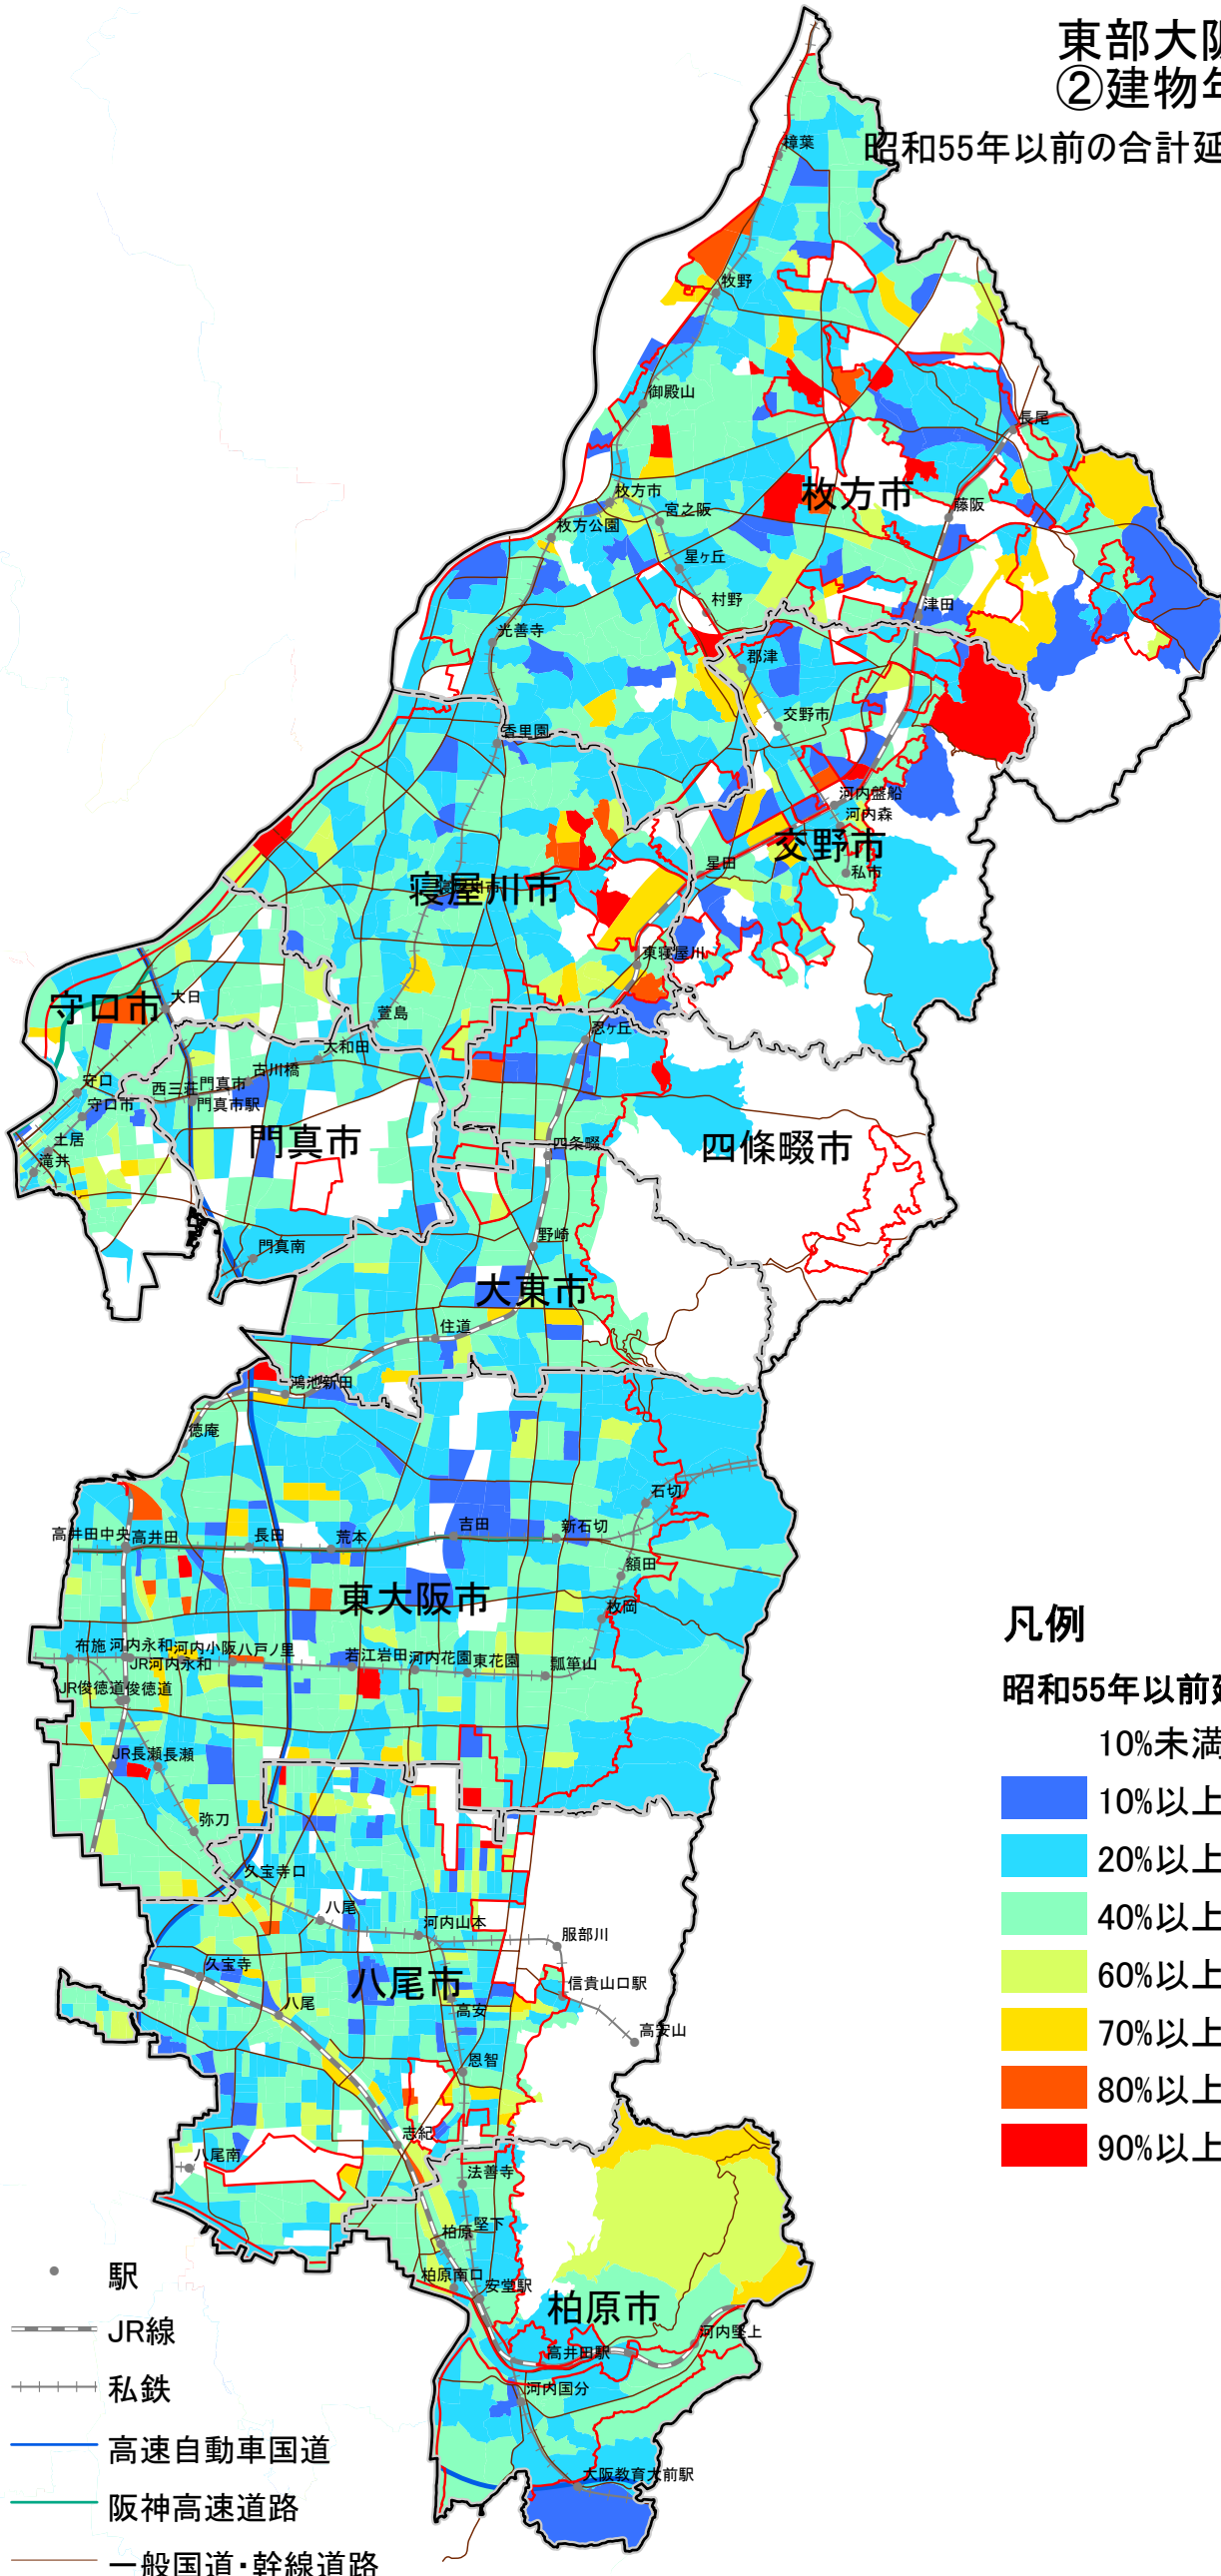 東部大阪
②建物年
昭和55年以前の合計延
樟葉
牧野
御殿山
長尾
枚方市
枚方市
藤阪
宮之阪
枚方公園
星ヶ丘
村野
津田
光善寺
郡津
交野市
香里園
河内盤船
河内森
交野市
星田
私市
寝屋川市
寝屋川市
東寝屋川
守口市
大日
萱島
忍ヶ丘
大和田
古川橋
守口
西三荘
門真市
守口市
門真市駅
土居
滝井
門真市
四条畷
四條畷市
門真南
野崎
大東市
住道
鴻池新田
徳庵
石切
高井田中央
高井田
長田
荒本
吉田
新石切
額田
東大阪市
枚岡
布施
河内永和
河内小阪
八戸ノ里
若江岩田
河内花園
東花園
瓢箪山
JR河内永和
JR俊徳道
俊徳道
JR長瀬
長瀬
弥刀
久宝寺口
八尾
河内山本
服部川
久宝寺
八尾市
信貴山口駅
八尾
高安
高安山
恩智
志紀
八尾南
法善寺
柏原
堅下
柏原南口
安堂駅
柏原市
高井田駅
河内堅上
河内国分
大阪教育大前駅
凡例
昭和55年以前延
10%未満
10%以上
20%以上
40%以上
60%以上
70%以上
80%以上
90%以上
駅
JR線
私鉄
高速自動車国道
阪神高速道路
一般国道・幹線道路